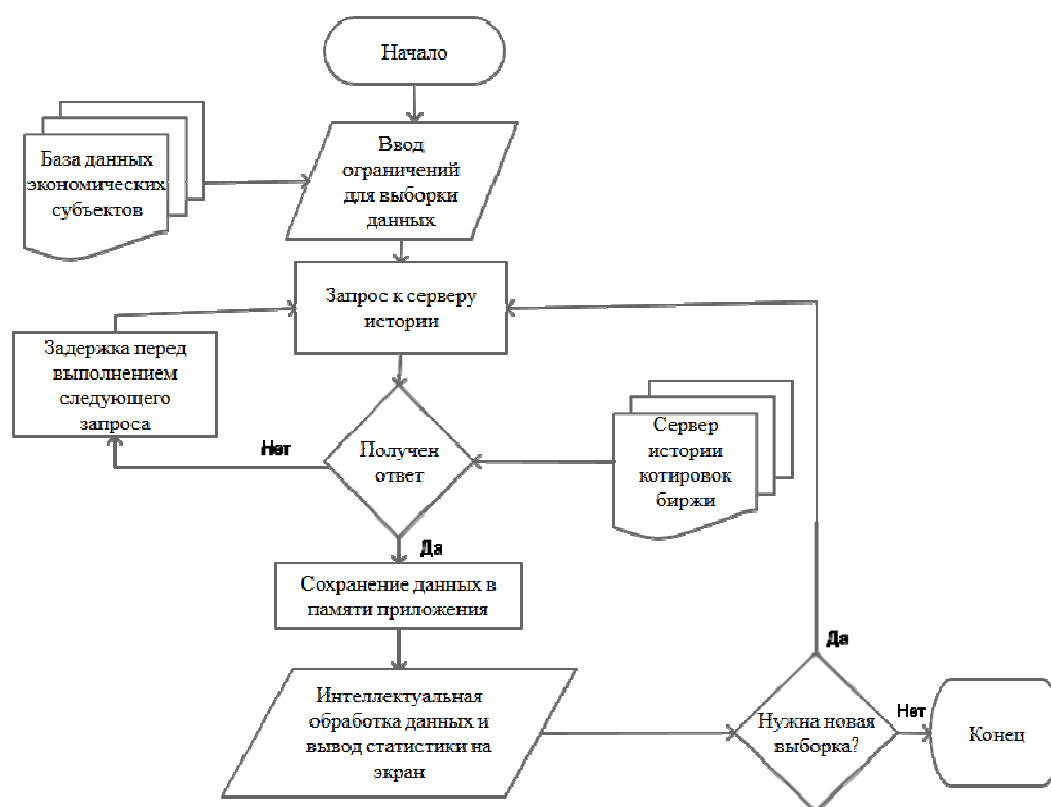 Начало
База данных
экономических
субъектов
Ввод
ограничений
для выборки
данных
Запрос к серверу
истории
Задержка перед
выполнением
следующего
запроса
Нет
Получен
ответ
Сервер
истории
котировок
биржи
Да
Сохранение данных в
памяти приложения
Интеллектуальная
обработка данных и
вывод статистики на
экран
Да
Нужна новая
выборка?
Нет
Конец